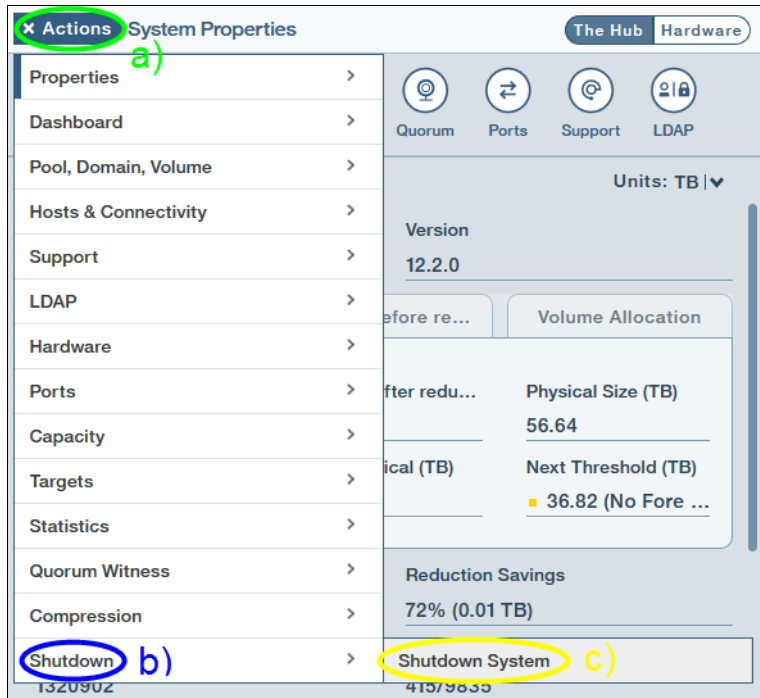 × Actions System Properties The Hub Hardware
a)
Properties >
Dashboard >
Quorum Ports Support LDAP
Pool, Domain, Volume >
Units: TB
Hosts & Connectivity >
Version
Support >
12.2.0
LDAP >
efore re... Volume Allocation
Hardware >
Ports >
fter redu... Physical Size (TB)
Capacity >
56.64
Targets >
ical (TB) Next Threshold (TB)
36.82 (No Fore ...
Statistics >
Quorum Witness >
Reduction Savings
Compression >
72% (0.01 TB)
Shutdown b) > Shutdown System c)
1320902 415/9835